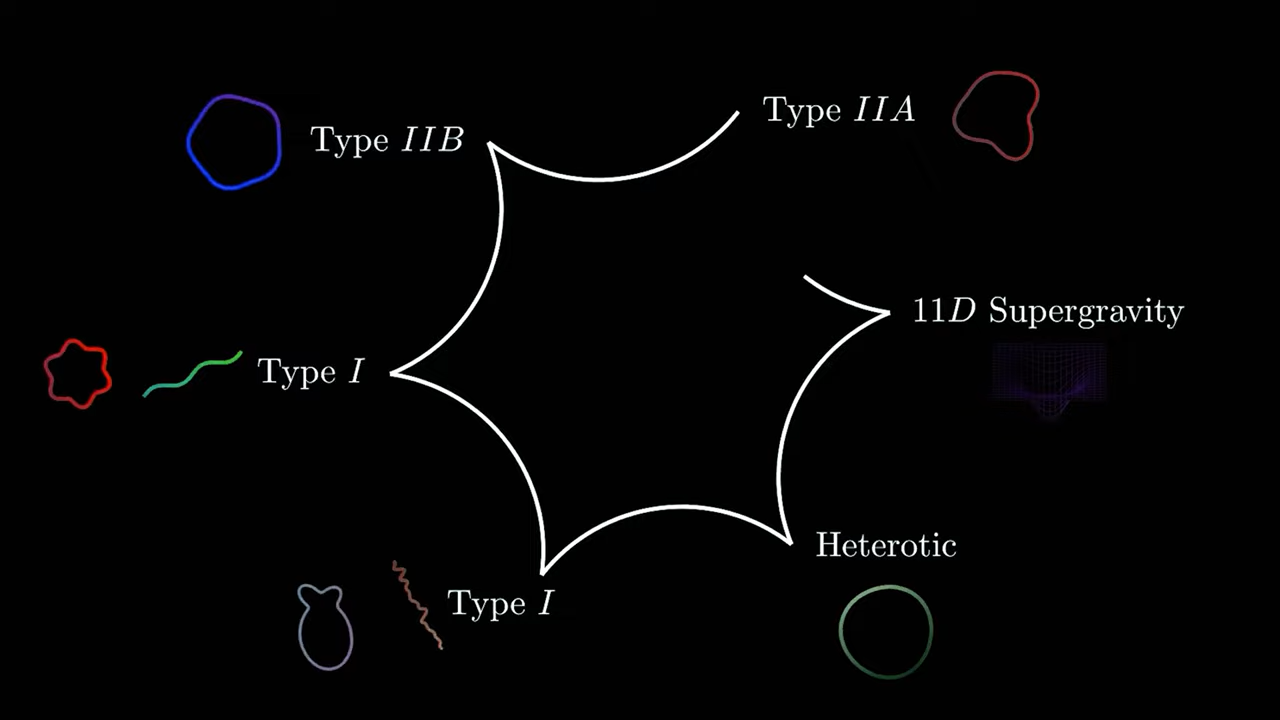 Type IIA
Type IIB
11D Supergravity
Type I
Heterotic
Type I